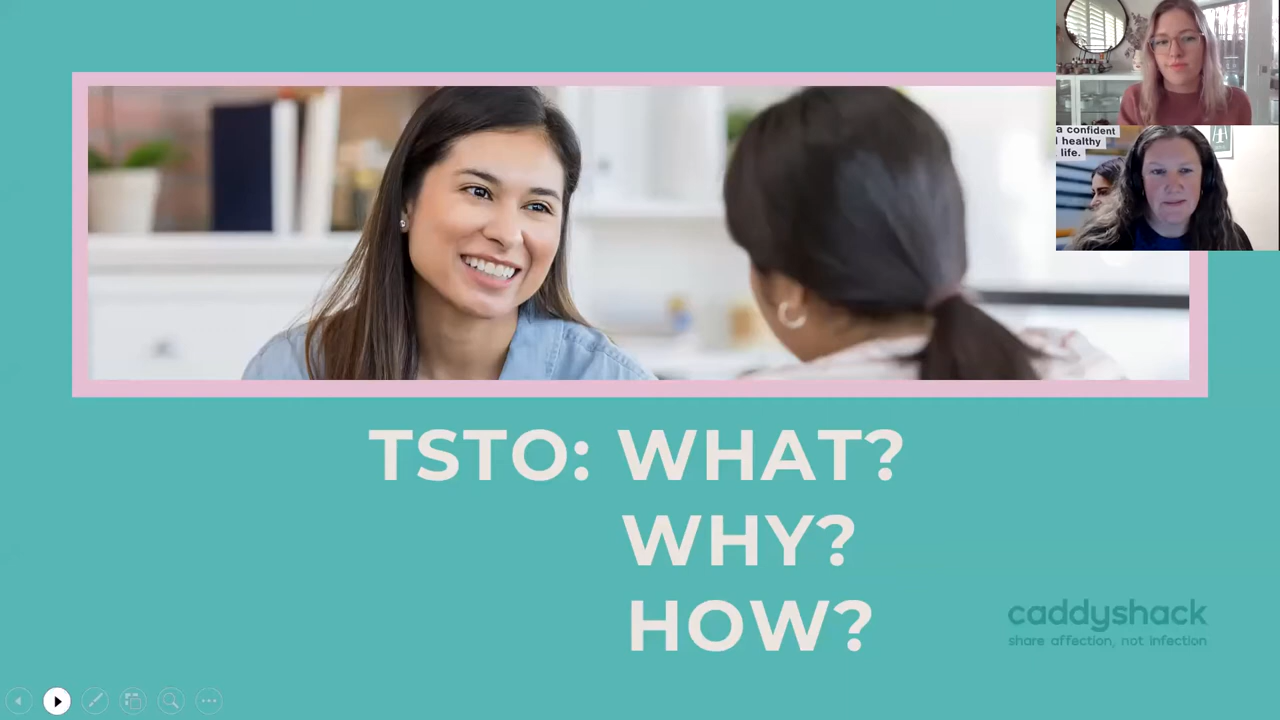 a confident
healthy
life.
TSTO: WHAT?
WHY?
HOW?
caddyshack
share affection, not infection